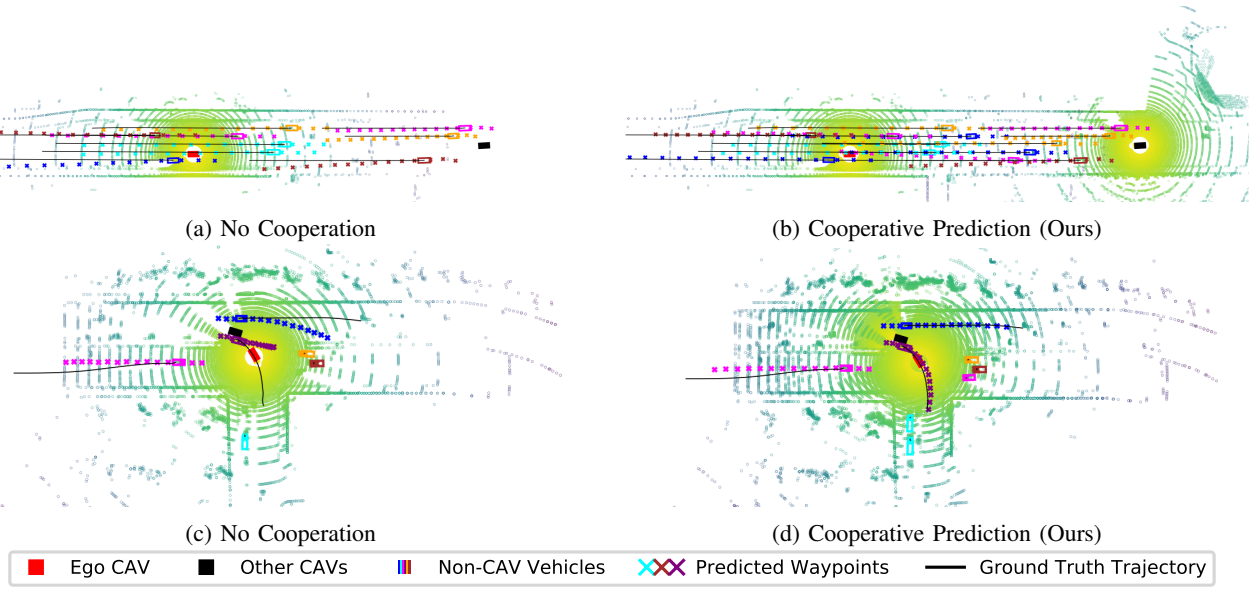 (a) No Cooperation
(b) Cooperative Prediction (Ours)
(c) No Cooperation
(d) Cooperative Prediction (Ours)
Ego CAV Other CAVs Non-CAV Vehicles Predicted Waypoints Ground Truth Trajectory